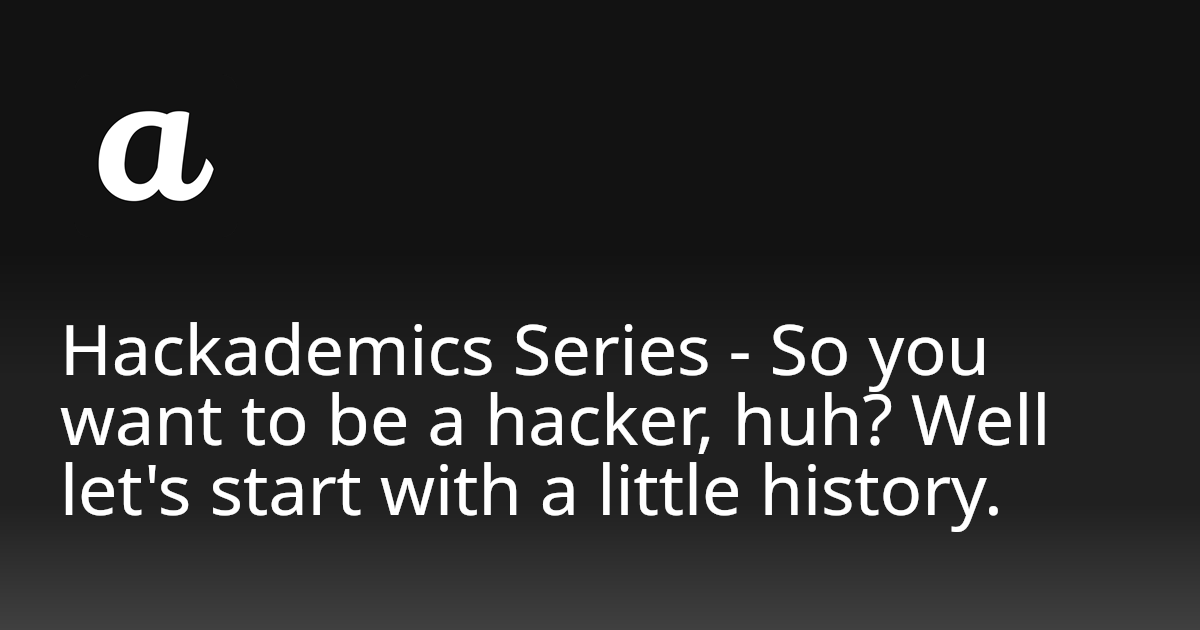 a
Hackademics Series - So you
want to be a hacker, huh? Well
let's start with a little history.